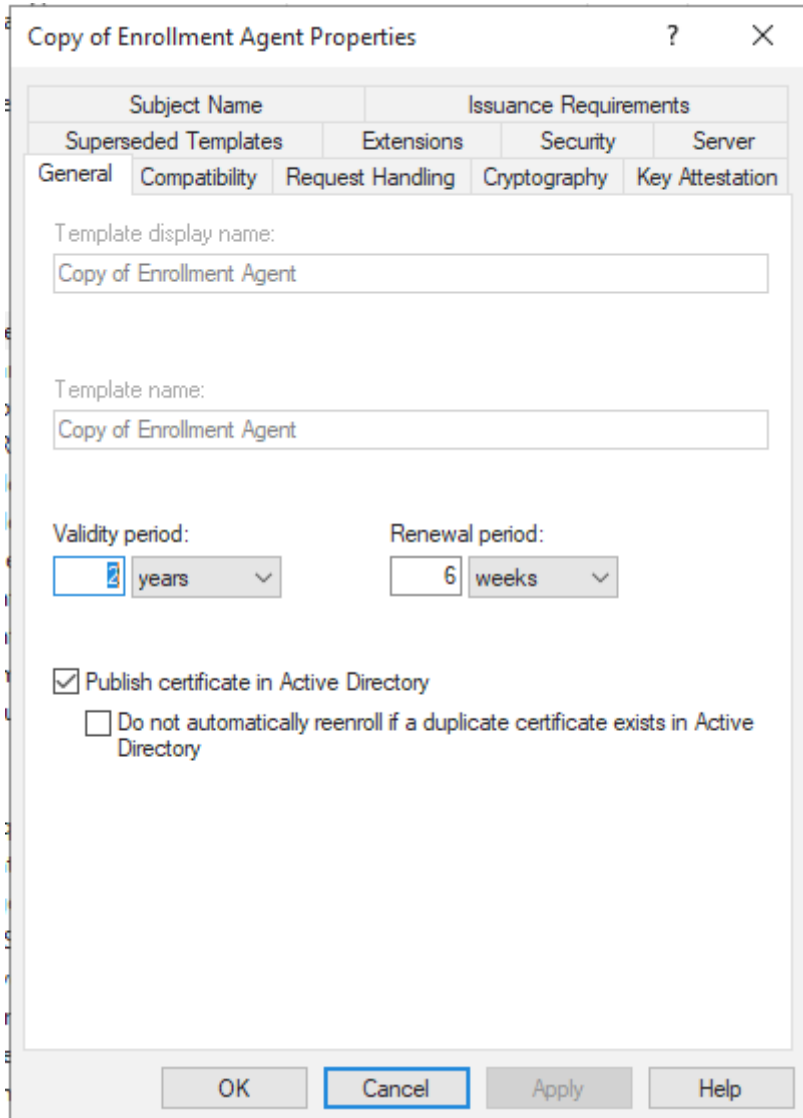 Copy of Enrollment Agent Properties
?
Subject Name
Issuance Requirements
Superseded Templates
Extensions
Security
Server
General
Compatibility
Request Handling
Cryptography
Key Attestation
Template display name:
Copy of Enrollment Agent
Template name:
Copy of Enrollment Agent
Validity period:
Renewal period:
2 years
6 weeks
Publish certificate in Active Directory
Do not automatically reenroll if a duplicate certificate exists in Active
Directory
OK
Cancel
Apply
Help